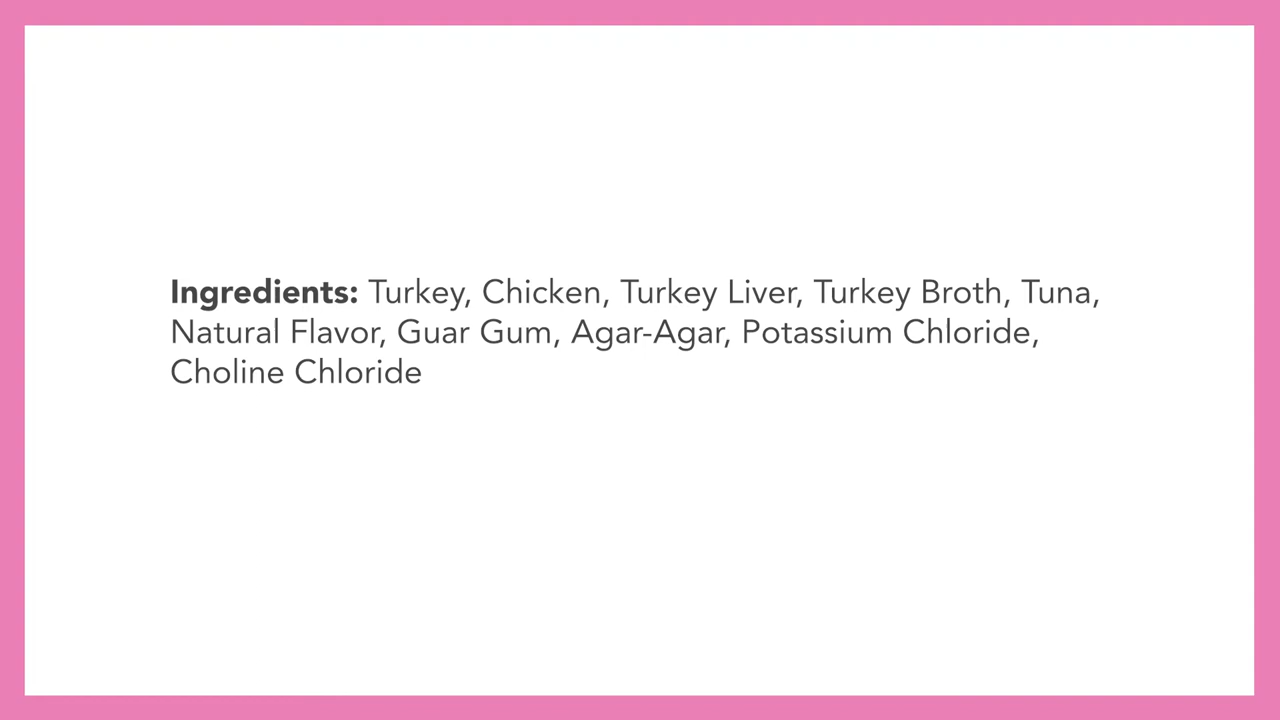 Ingredients: Turkey, Chicken, Turkey Liver, Turkey Broth, Tuna,
Natural Flavor, Guar Gum, Agar-Agar, Potassium Chloride,
Choline Chloride